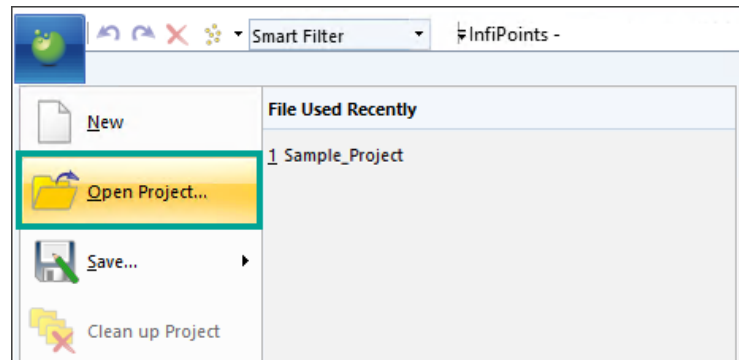 Smart Filter
InfiPoints -
New
Open Project...
Save...
Clean up Project
File Used Recently
1 Sample_Project